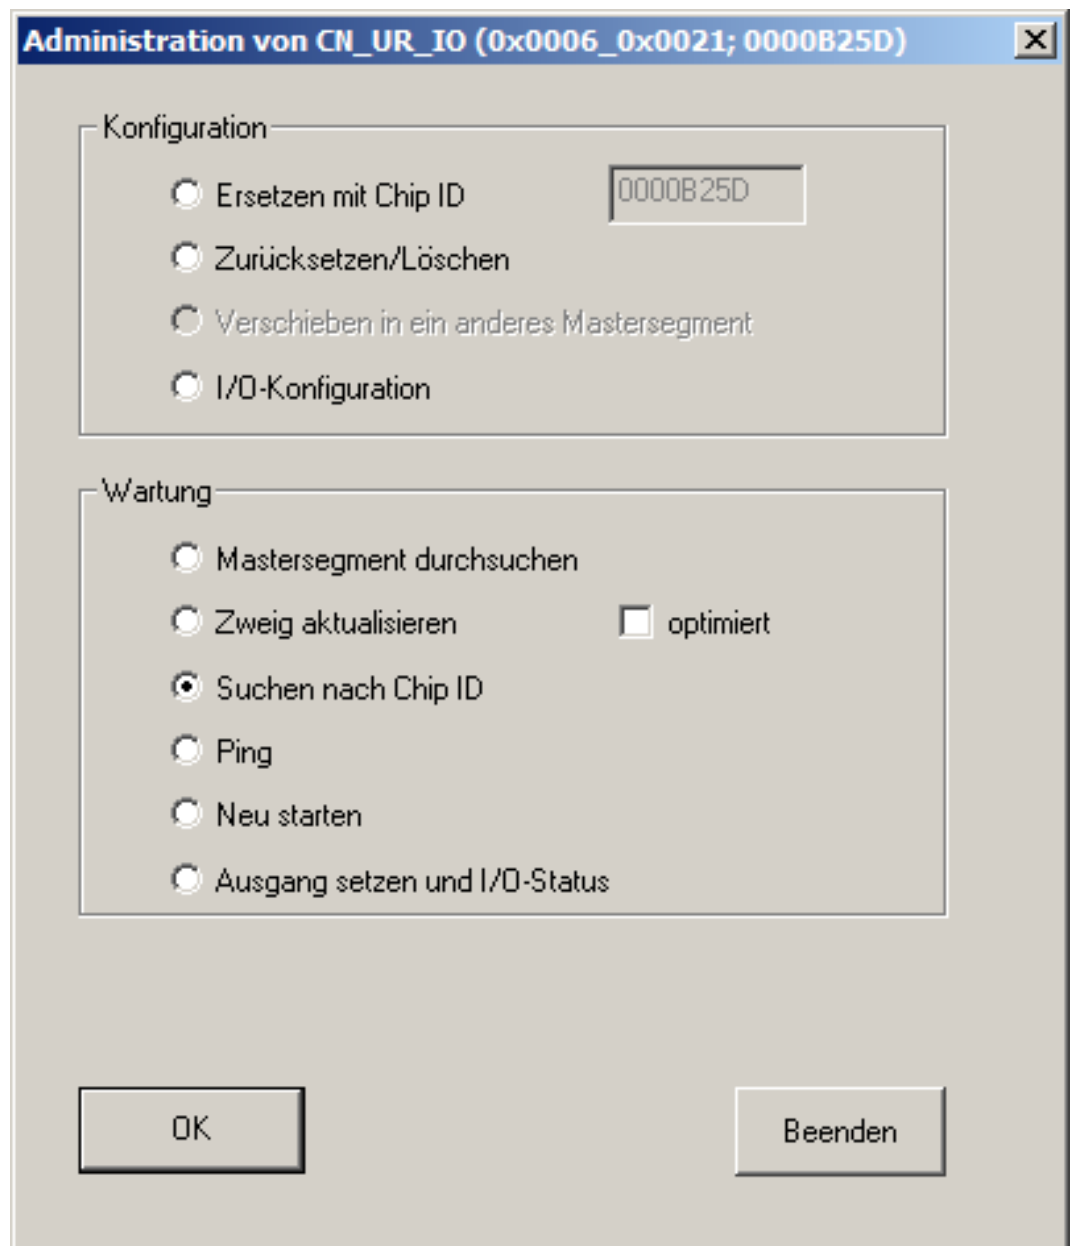 Administration von CN_UR_IO (0x0006_0x0021; 0000B25D)
Konfiguration
Ersetzen mit Chip ID 0000B25D
Zurücksetzen/Löschen
Verschieben in ein anderes Mastersegment
I/O-Konfiguration
Wartung
Mastersegment durchsuchen
Zweig aktualisieren optimiert
Suchen nach Chip ID
Ping
Neu starten
Ausgang setzen und I/O-Status
OK Beenden